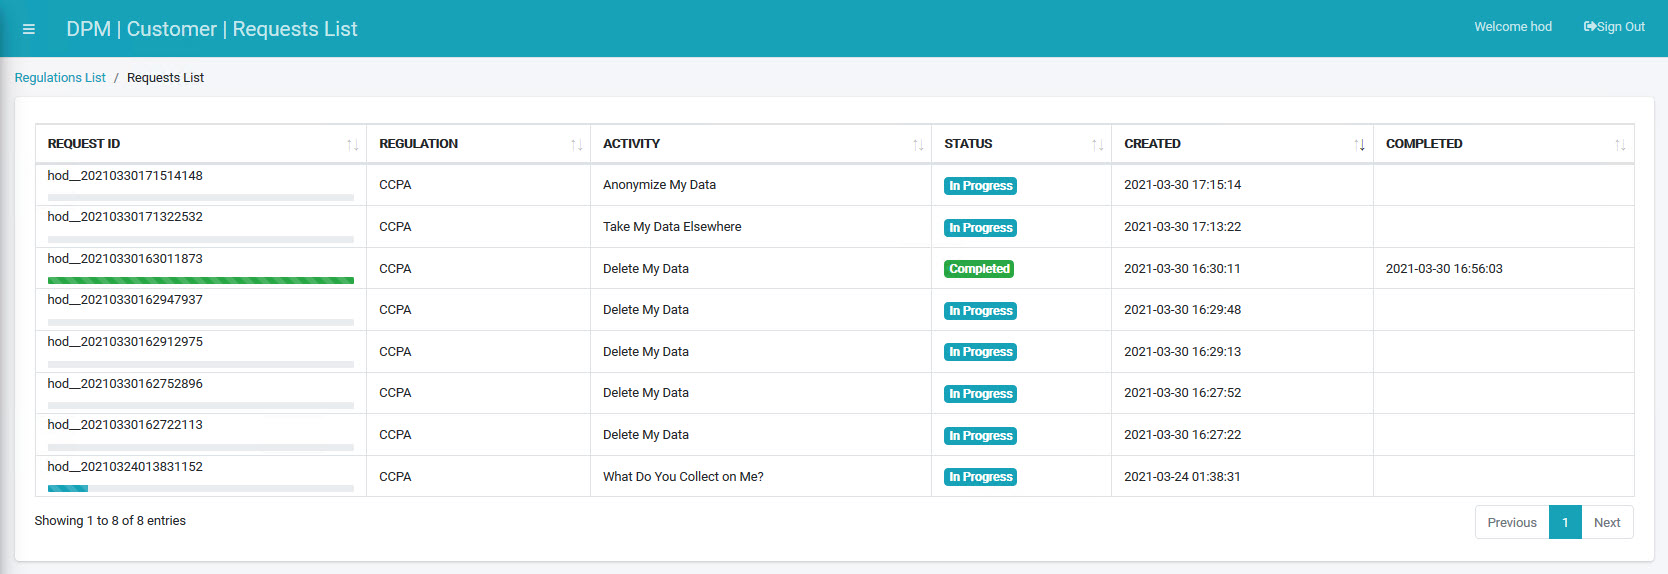 DPM | Customer | Requests List Welcome hod Sign Out
Regulations List / Requests List
REQUEST ID REGULATION ACTIVITY STATUS CREATED COMPLETED
hod__20210330171514148 CCPA Anonymize My Data In Progress 2021-03-30 17:15:14
hod__20210330171322532 CCPA Take My Data Elsewhere In Progress 2021-03-30 17:13:22
hod__20210330163011873 CCPA Delete My Data Completed 2021-03-30 16:30:11 2021-03-30 16:56:03
hod__20210330162947937 CCPA Delete My Data In Progress 2021-03-30 16:29:48
hod__20210330162912975 CCPA Delete My Data In Progress 2021-03-30 16:29:13
hod__20210330162752896 CCPA Delete My Data In Progress 2021-03-30 16:27:52
hod__20210330162722113 CCPA Delete My Data In Progress 2021-03-30 16:27:22
hod__20210324013831152 CCPA What Do You Collect on Me? In Progress 2021-03-24 01:38:31
Showing 1 to 8 of 8 entries Previous 1 Next